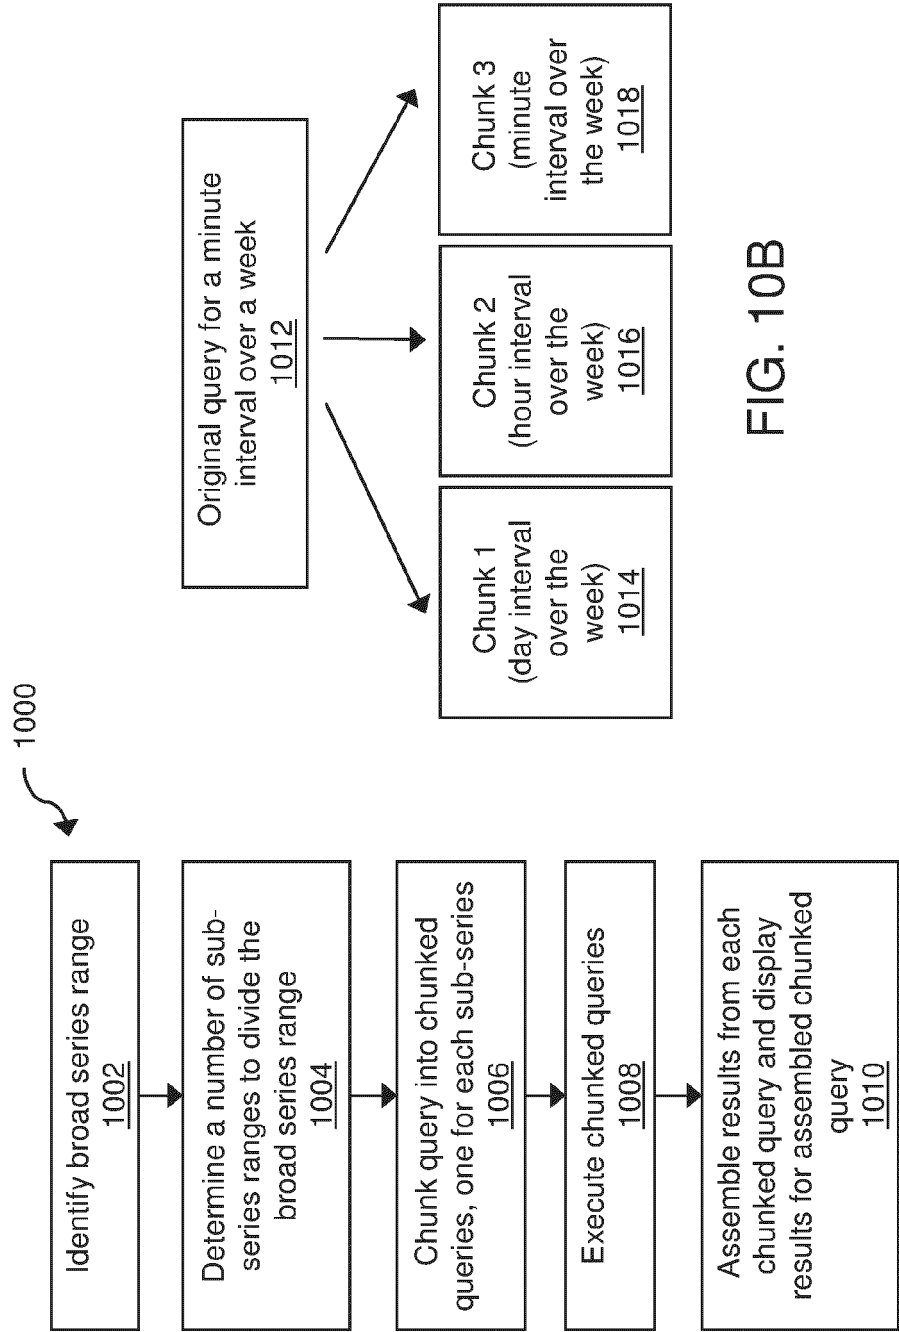 1000
Identify broad series range
1002
Determine a number of sub-
series ranges to divide the
broad series range
1004
Chunk query into chunked
queries, one for each sub-series
1006
Execute chunked queries
1008
Assemble results from each
chunked query and display
results for assembled chunked
query
1010
Original query for a minute
interval over a week
1012
Chunk 1
(day interval
over the
week)
1014
Chunk 2
(hour interval
over the
week)
1016
Chunk 3
(minute
interval over
the week)
1018
FIG. 10B